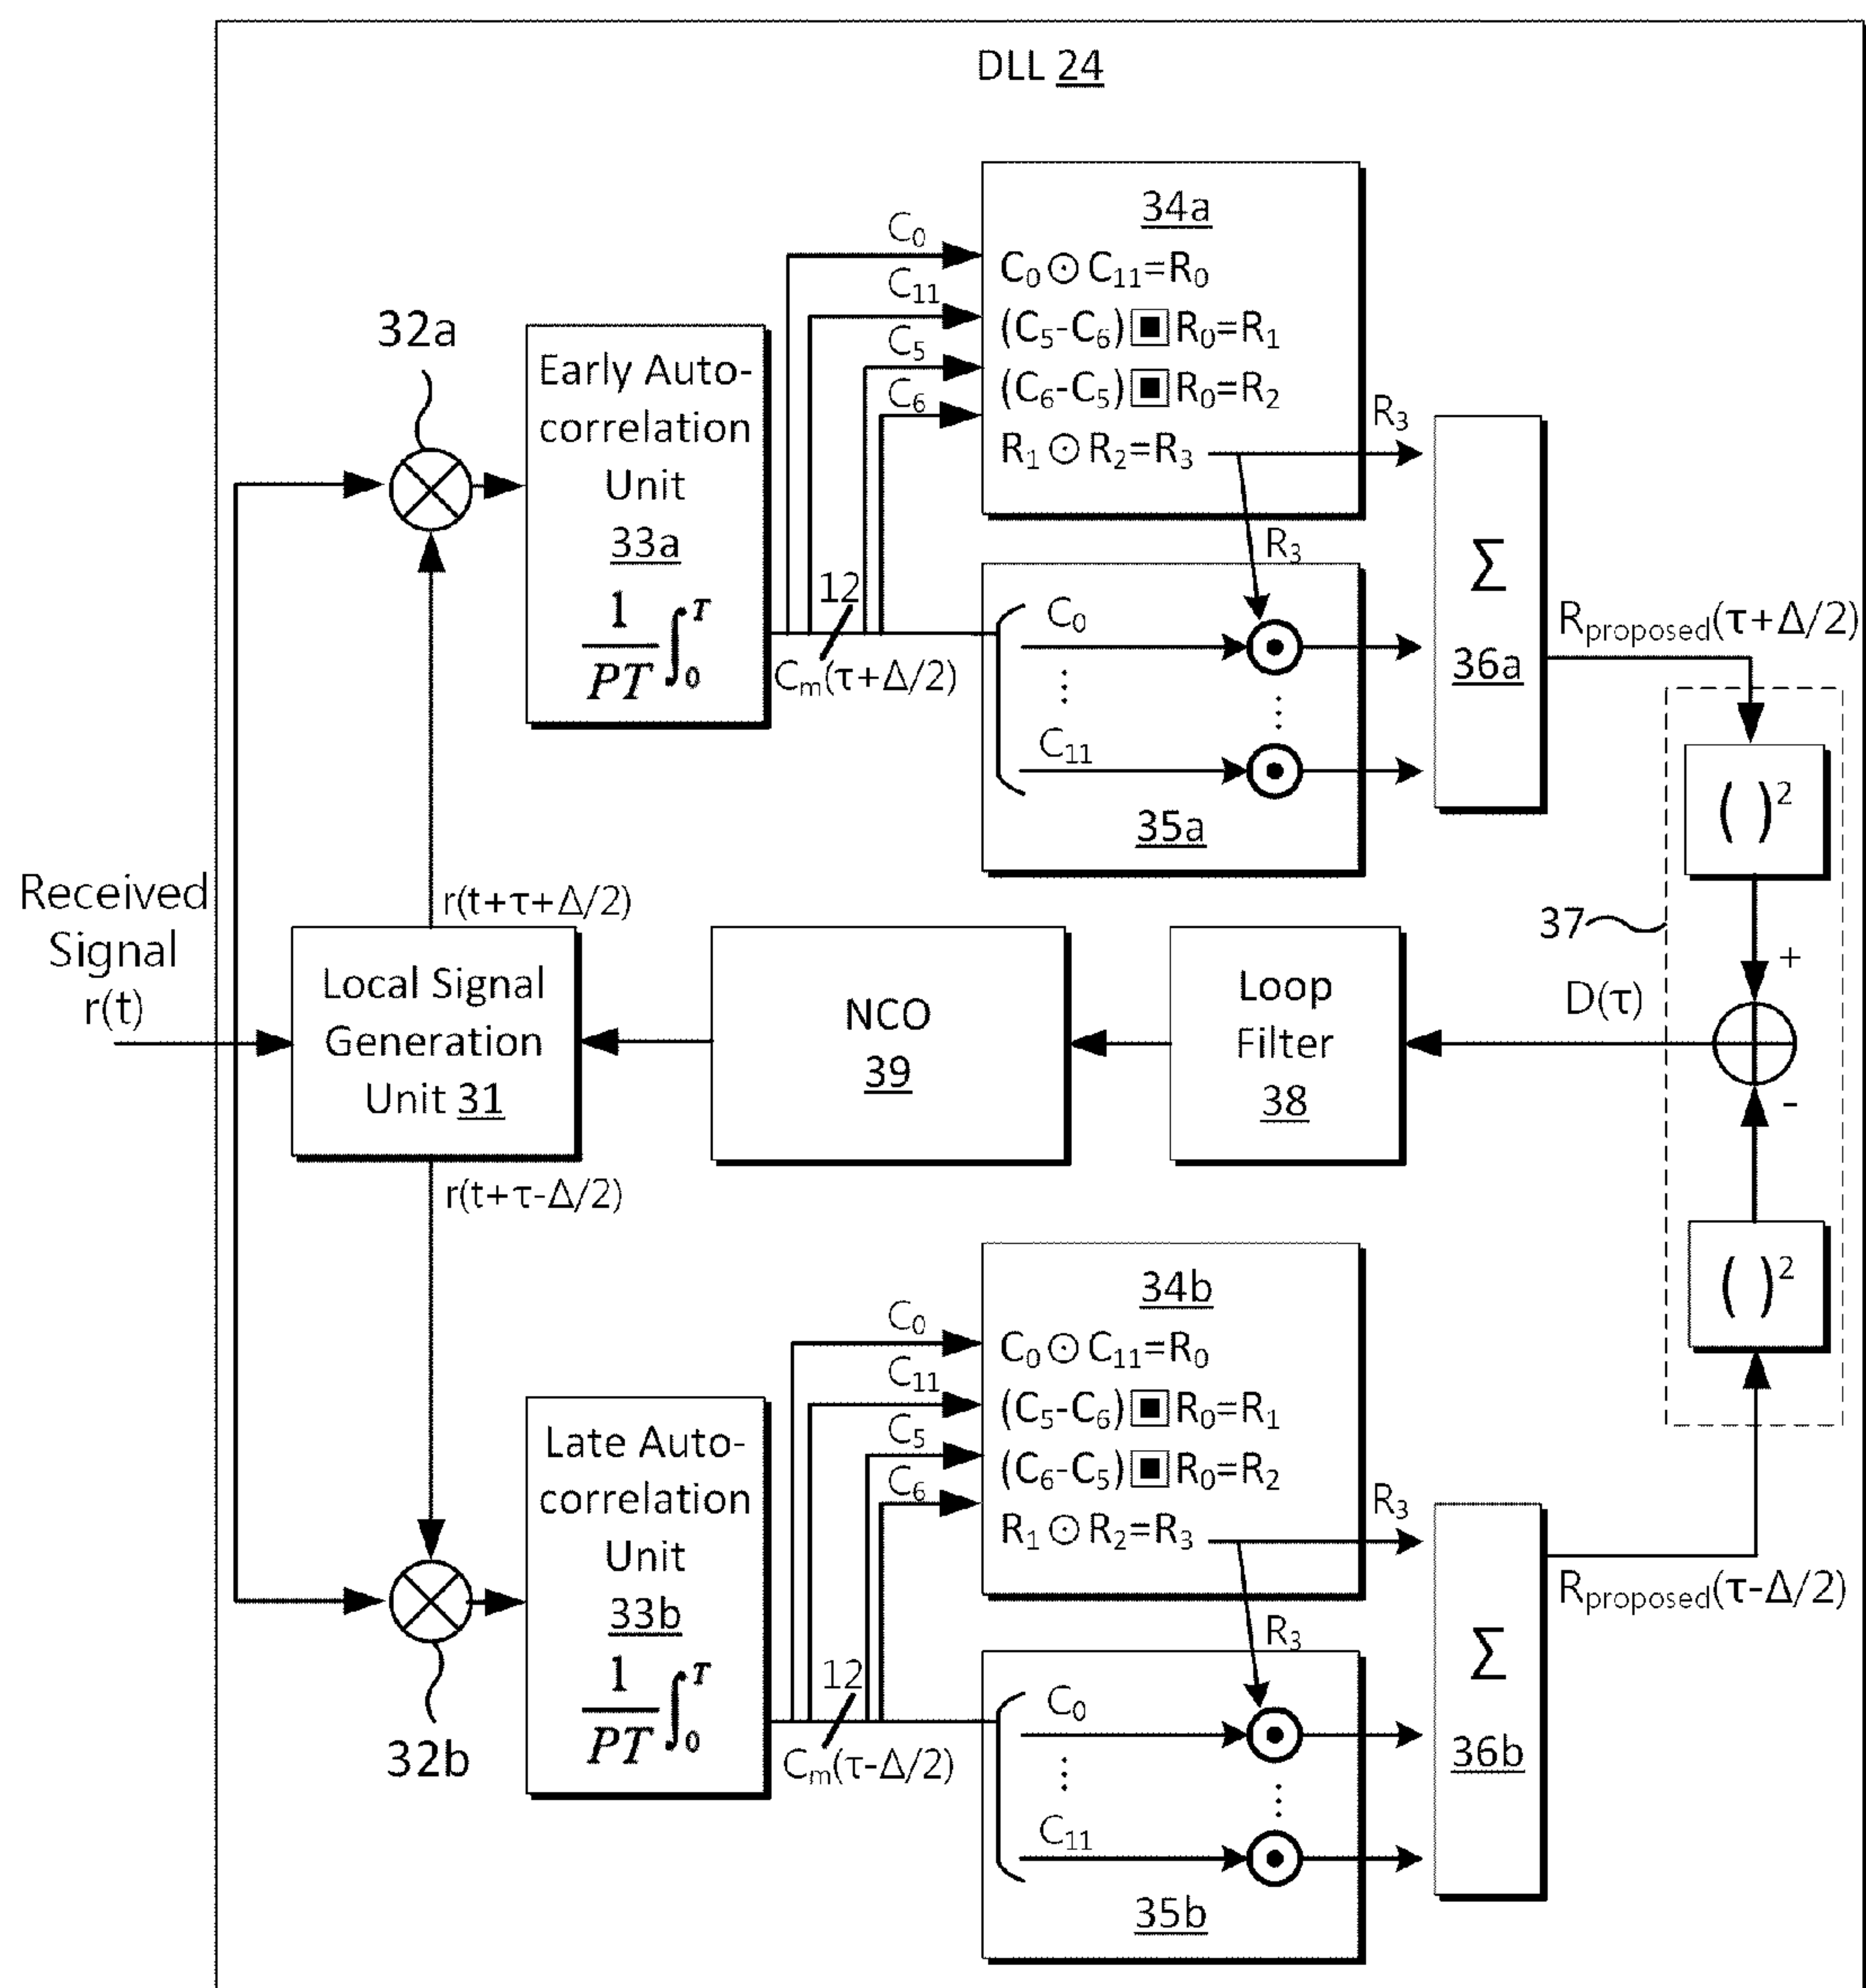 DLL 24
34a
C₀⊙C₁₁=R₀
(C₅-C₆)▣R₀=R₁
(C₆-C₅)▣R₀=R₂
R₁⊙R₂=R₃
C₀
C₁₁
C₅
C₆
R₃
R₃
32a
Early Auto-
correlation
Unit
33a
1/PT ∫₀ᵀ
12
Cₘ(τ+Δ/2)
C₀
⋮
⋮
C₁₁
35a
Σ
36a
Rproposed(τ+Δ/2)
( )²
37
+
D(τ)
-
( )²
Received
Signal
r(t)
r(t+τ+Δ/2)
Local Signal
Generation
Unit 31
r(t+τ-Δ/2)
NCO
39
Loop
Filter
38
34b
C₀⊙C₁₁=R₀
(C₅-C₆)▣R₀=R₁
(C₆-C₅)▣R₀=R₂
R₁⊙R₂=R₃
C₀
C₁₁
C₅
C₆
R₃
R₃
32b
Late Auto-
correlation
Unit
33b
1/PT ∫₀ᵀ
12
Cₘ(τ-Δ/2)
C₀
⋮
⋮
C₁₁
35b
Σ
36b
Rproposed(τ-Δ/2)